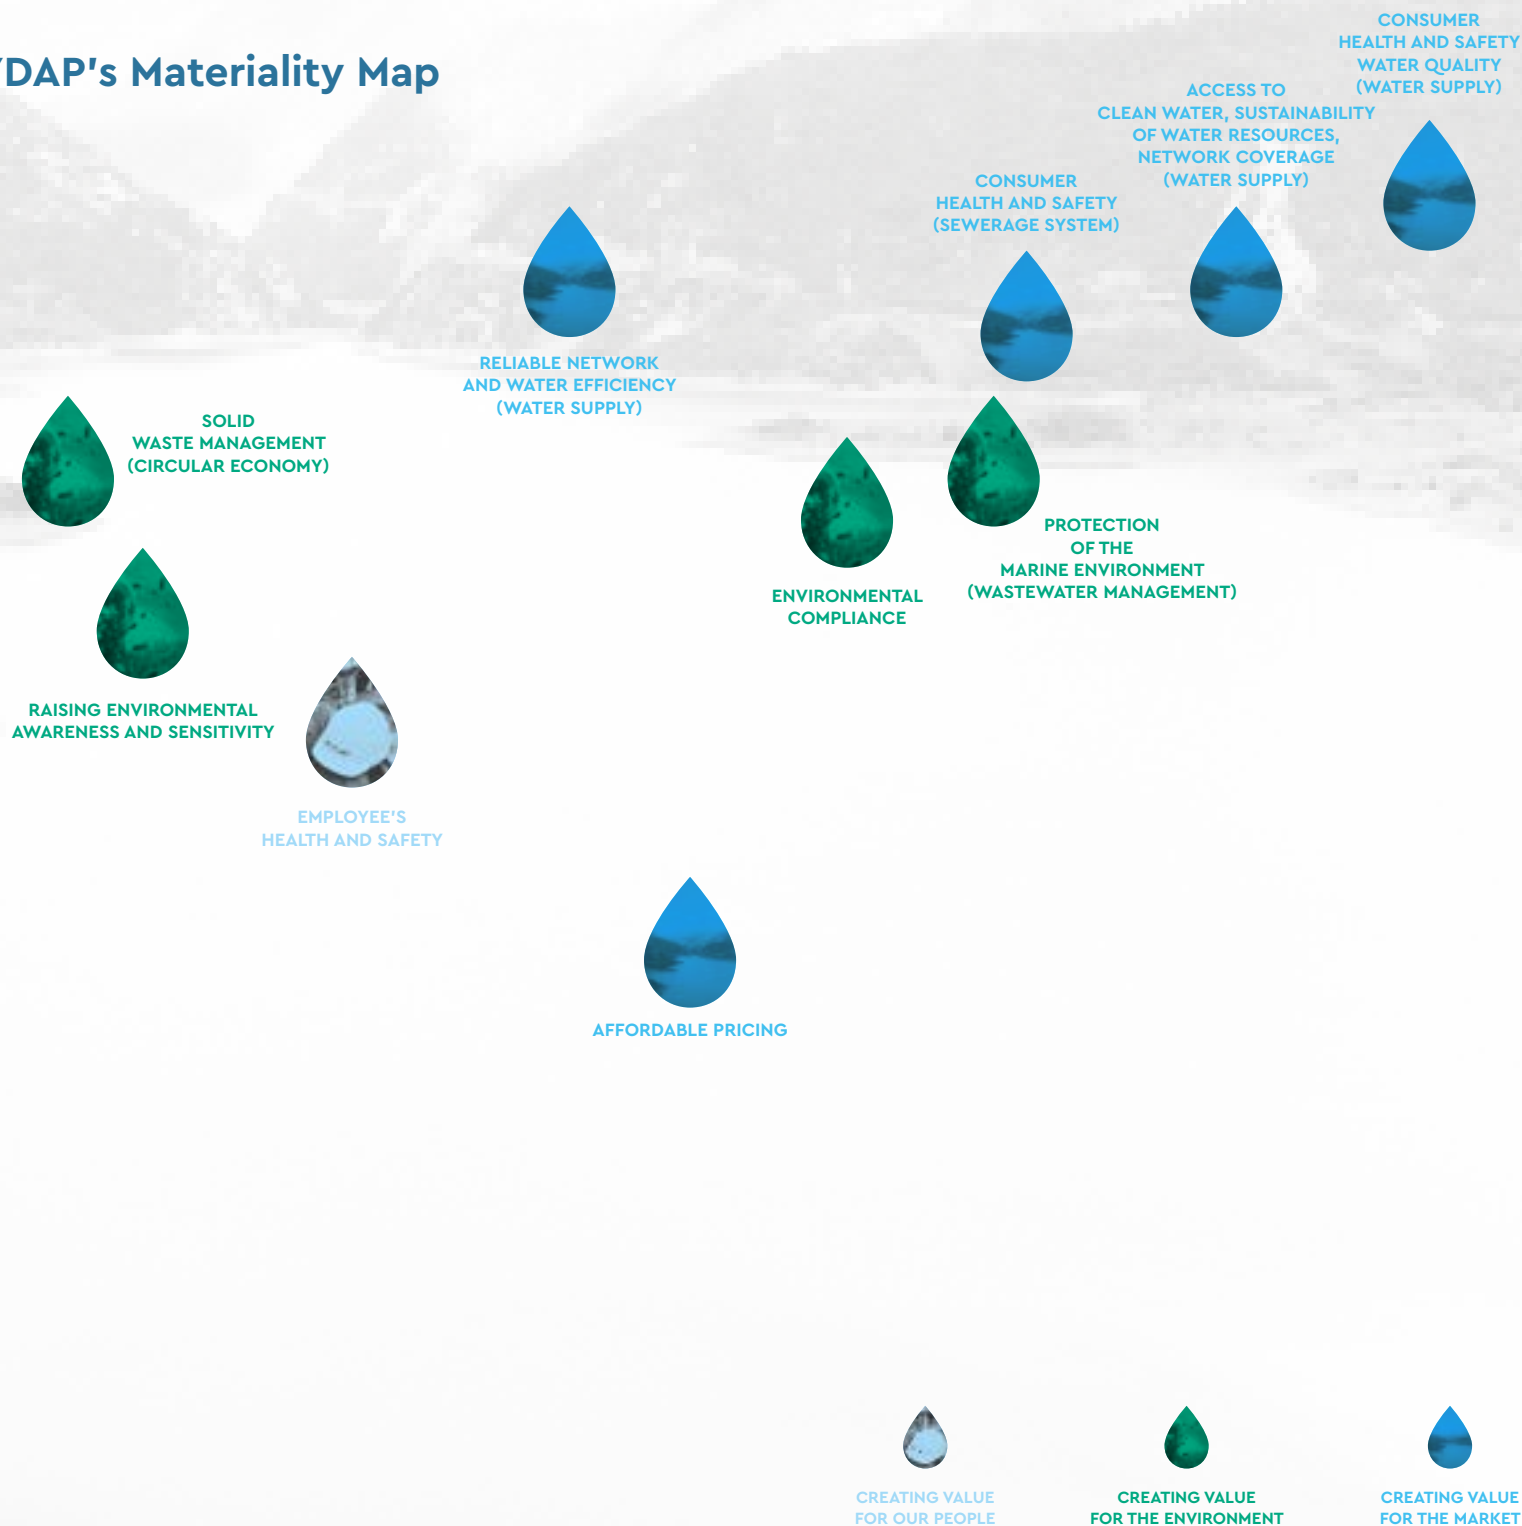 DAP's Materiality Map
CONSUMER
HEALTH AND SAFETY
WATER QUALITY
(WATER SUPPLY)
ACCESS TO
CLEAN WATER, SUSTAINABILITY
OF WATER RESOURCES,
NETWORK COVERAGE
(WATER SUPPLY)
CONSUMER
HEALTH AND SAFETY
(SEWERAGE SYSTEM)
RELIABLE NETWORK
AND WATER EFFICIENCY
(WATER SUPPLY)
SOLID
WASTE MANAGEMENT
(CIRCULAR ECONOMY)
PROTECTION
OF THE
MARINE ENVIRONMENT
(WASTEWATER MANAGEMENT)
ENVIRONMENTAL
COMPLIANCE
RAISING ENVIRONMENTAL
AWARENESS AND SENSITIVITY
EMPLOYEE'S
HEALTH AND SAFETY
AFFORDABLE PRICING
CREATING VALUE
FOR OUR PEOPLE
CREATING VALUE
FOR THE ENVIRONMENT
CREATING VALUE
FOR THE MARKET